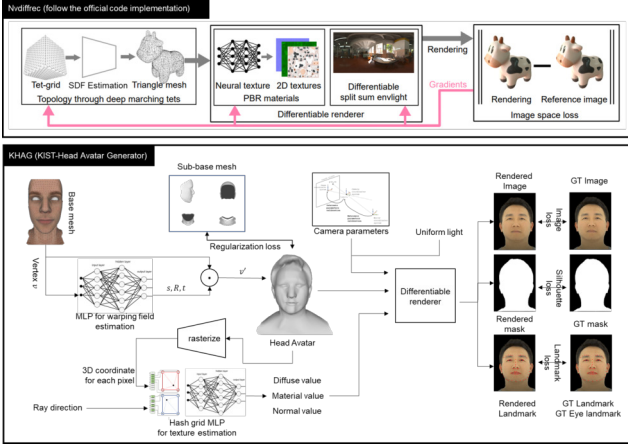 Nvdiffrec (follow the official code implementation)
Tet-grid
SDF Estimation
Triangle mesh
Topology through deep marching tets
Neural texture
2D textures
PBR materials
Differentiable
split sum envlight
Differentiable renderer
Rendering
Gradients
Rendering
Reference image
Image space loss
KHAG (KIST-Head Avatar Generator)
Base mesh
Sub-base mesh
Regularization loss
Camera parameters
Uniform light
Vertex v
MLP for warping field
estimation
s, R, t
v'
Head Avatar
Differentiable
renderer
rasterize
3D coordinate
for each pixel
Ray direction
Hash grid MLP
for texture estimation
Diffuse value
Material value
Normal value
Rendered
Image
GT Image
Image
loss
Rendered
mask
GT mask
Silhouette
loss
Rendered
Landmark
GT Landmark
GT Eye landmark
Landmark
loss